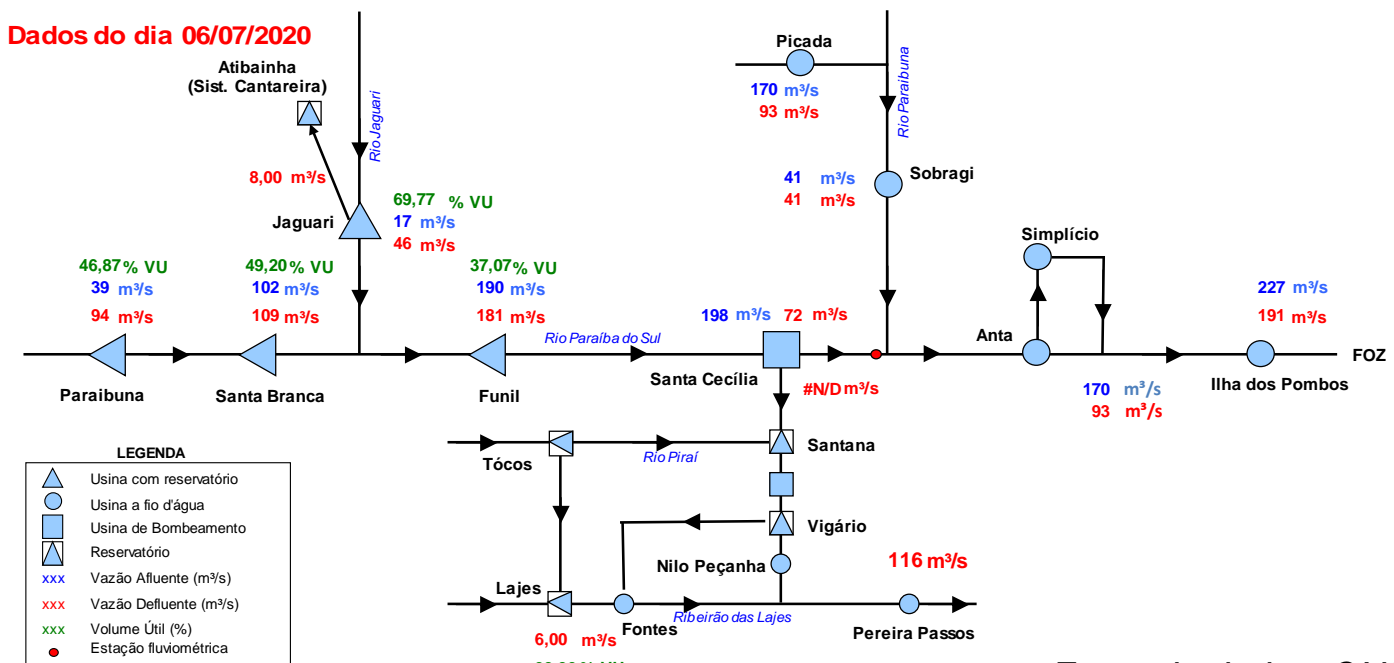 Dados do dia 06/07/2020
Atibainha
(Sist. Cantareira)
Rio Jaguari
8,00 m³/s
Jaguari
69,77 % VU
17 m³/s
46 m³/s
Picada
170 m³/s
93 m³/s
Rio Paraibuna
41 m³/s
41 m³/s
Sobragi
Simplício
46,87% VU
39 m³/s
94 m³/s
Paraibuna
49,20 % VU
102 m³/s
109 m³/s
Santa Branca
37,07% VU
190 m³/s
181 m³/s
Funil
Rio Paraíba do Sul
198 m³/s 72 m³/s
Santa Cecília
#N/D m³/s
Anta
170 m³/s
93 m³/s
227 m³/s
191 m³/s
Ilha dos Pombos
FOZ
Tócos
Rio Piraí
Santana
Vigário
Nilo Peçanha
116 m³/s
Lajes
6,00 m³/s
Fontes
Ribeirão das Lajes
Pereira Passos
LEGENDA
Usina com reservatório
Usina a fio d'água
Usina de Bombeamento
Reservatório
xxx Vazão Afluente (m³/s)
xxx Vazão Defluente (m³/s)
xxx Volume Útil (%)
Estação fluviométrica